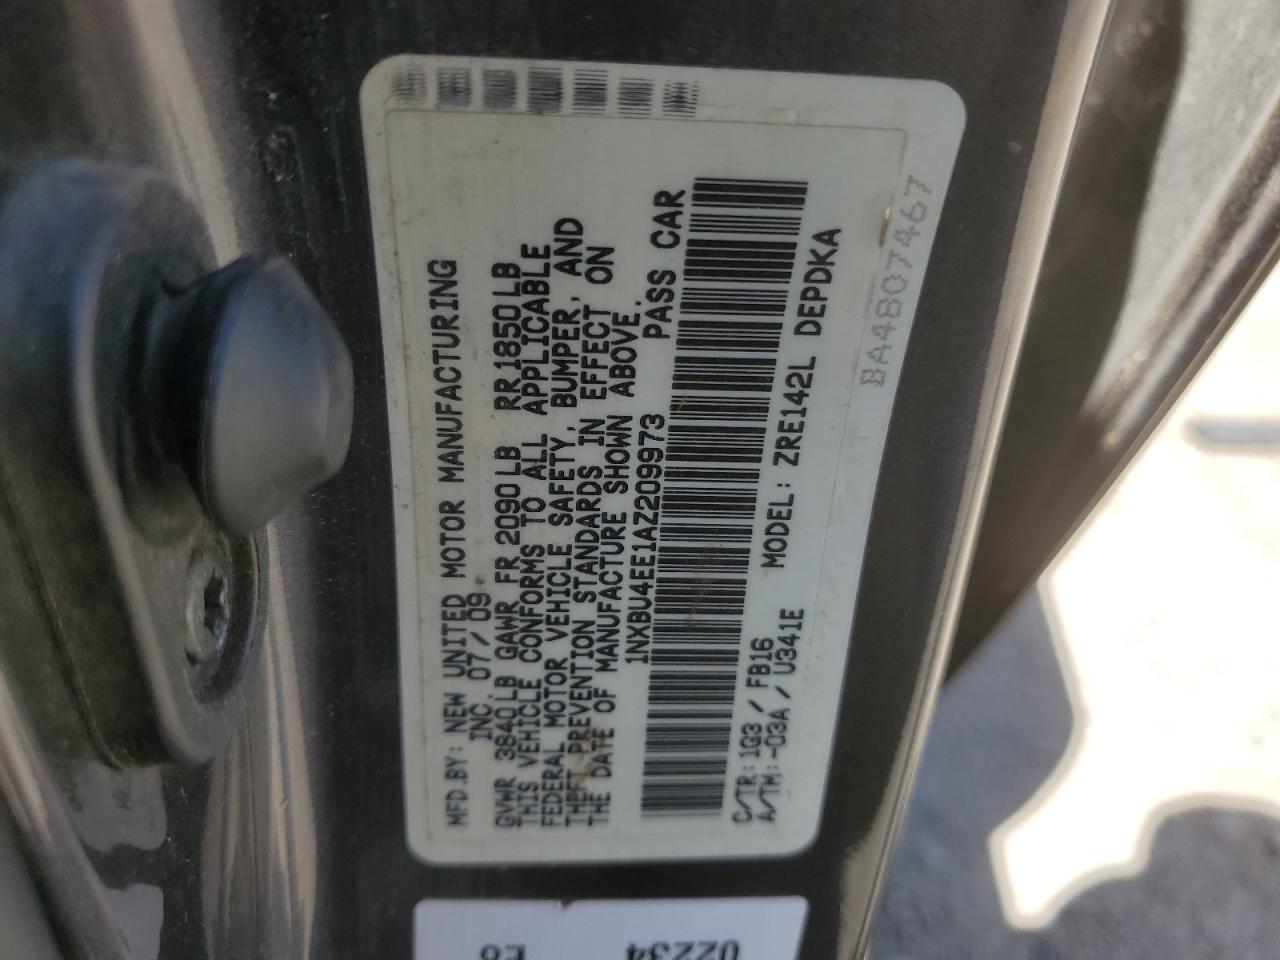 MFD.BY: NEW UNITED MOTOR MANUFACTURING
INC. 07/09
GVWR 3840LB GAWR FR 2090LB RR 1850LB
THIS VEHICLE CONFORMS TO ALL APPLICABLE
FEDERAL MOTOR VEHICLE SAFETY, BUMPER, AND
THEFT PREVENTION STANDARDS IN EFFECT ON
THE DATE OF MANUFACTURE SHOWN ABOVE.
1NXBU4EE1AZ209973 PASS CAR
C/TR: 1G3 / FB16 MODEL: ZRE142L DEPDKA
A/TM: -03A / U341E
BA4807467
02234